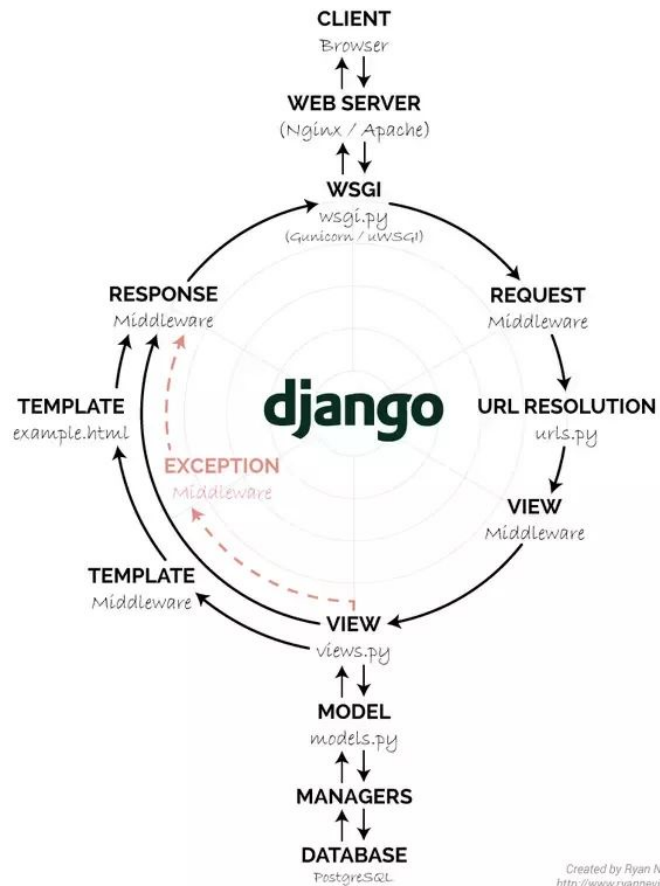 CLIENT
Browser
WEB SERVER
(Nginx / Apache)
WSGI
wsgi.py
(Gunicorn / uWSGI)
RESPONSE
Middleware
REQUEST
Middleware
django
TEMPLATE
example.html
URL RESOLUTION
urls.py
EXCEPTION
Middleware
VIEW
Middleware
TEMPLATE
Middleware
VIEW
views.py
MODEL
models.py
MANAGERS
DATABASE
PostgreSQL
Created by Ryan N